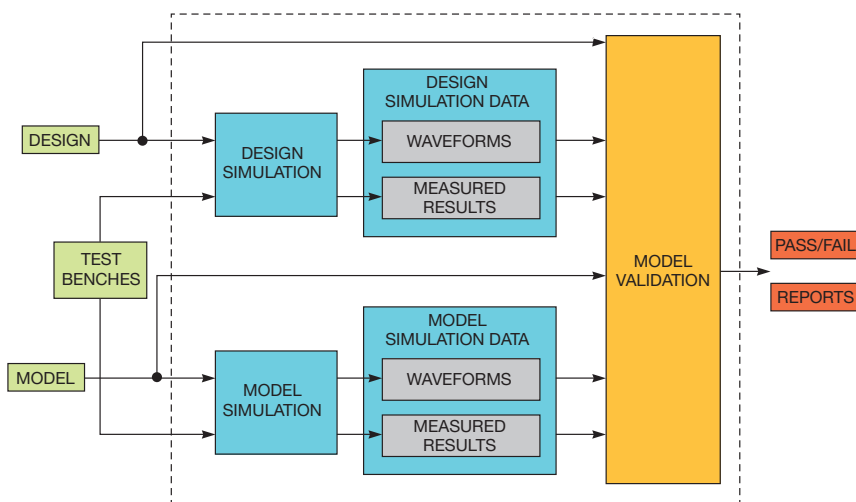 DESIGN
SIMULATION DATA
WAVEFORMS
DESIGN
DESIGN
SIMULATION
MEASURED
RESULTS
TEST
BENCHES
MODEL
VALIDATION
PASS/FAIL
REPORTS
MODEL
SIMULATION DATA
WAVEFORMS
MODEL
MODEL
SIMULATION
MEASURED
RESULTS